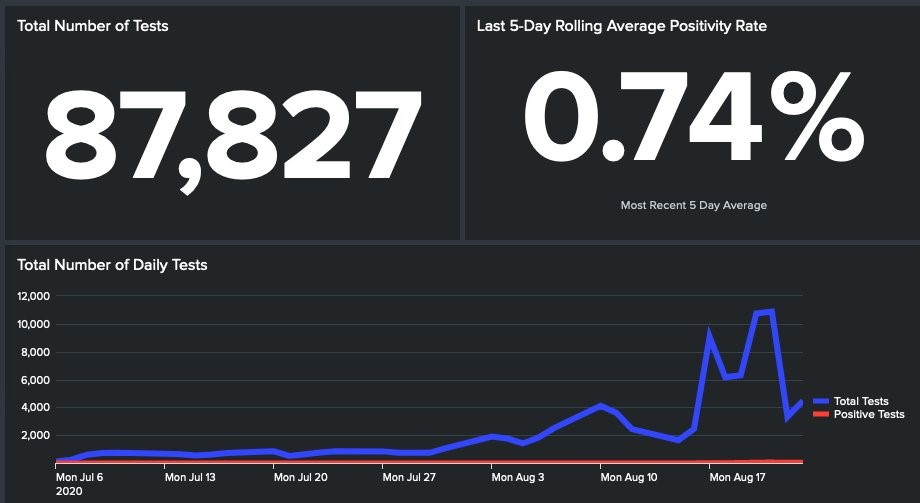 Total Number of Tests
87,827
Last 5-Day Rolling Average Positivity Rate
0.74%
Most Recent 5 Day Average
Total Number of Daily Tests
12,000
10,000
8,000
6,000
4,000
2,000
Total Tests
Positive Tests
Mon Jul 6 Mon Jul 13 Mon Jul 20 Mon Jul 27 Mon Aug 3 Mon Aug 10 Mon Aug 17
2020